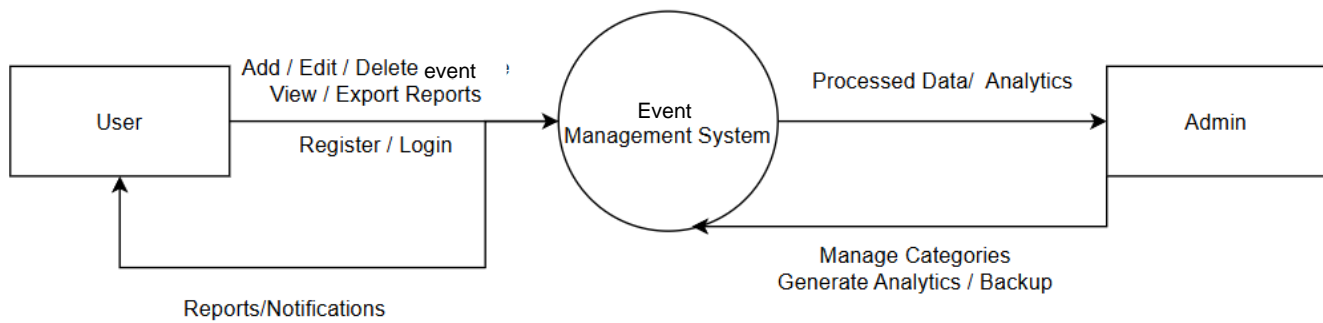 Add / Edit / Delete event
View / Export Reports
Register / Login
User
Event
Management System
Processed Data/ Analytics
Admin
Manage Categories
Generate Analytics / Backup
Reports/Notifications